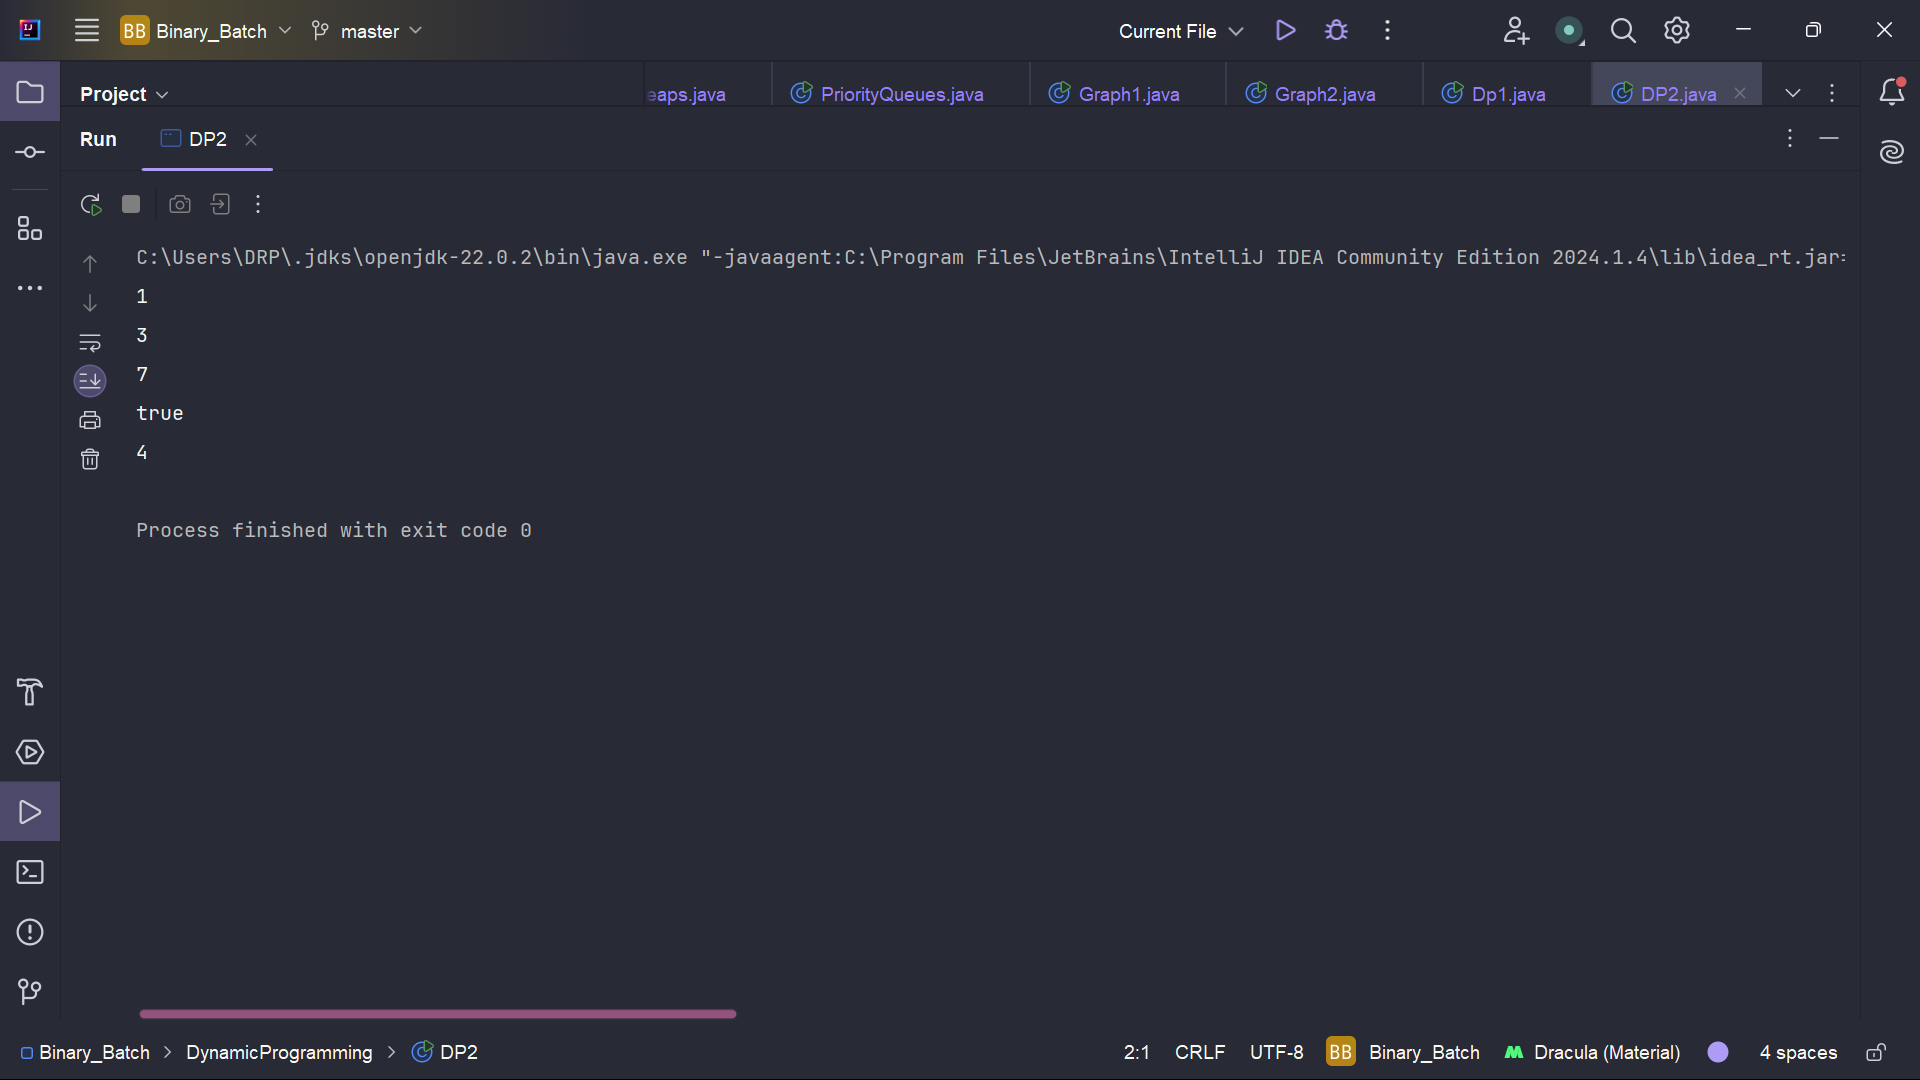 BB Binary_Batch master Current File
Project eaps.java PriorityQueues.java Graph1.java Graph2.java Dp1.java DP2.java
Run DP2
C:\Users\DRP\.jdks\openjdk-22.0.2\bin\java.exe "-javaagent:C:\Program Files\JetBrains\IntelliJ IDEA Community Edition 2024.1.4\lib\idea_rt.jar=
1
3
7
true
4
Process finished with exit code 0
Binary_Batch > DynamicProgramming > DP2 2:1 CRLF UTF-8 BB Binary_Batch Dracula (Material) 4 spaces